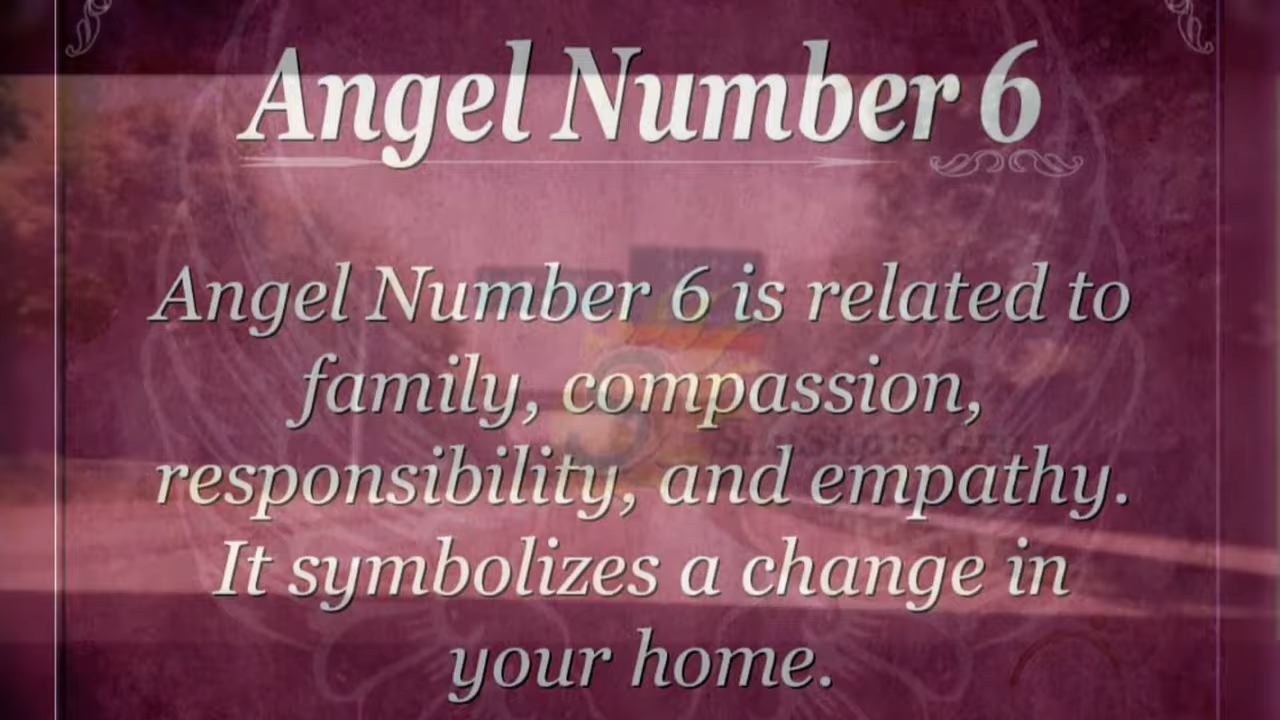 Angel Number 6
Angel Number 6 is related to
family, compassion,
responsibility, and empathy.
It symbolizes a change in
your home.